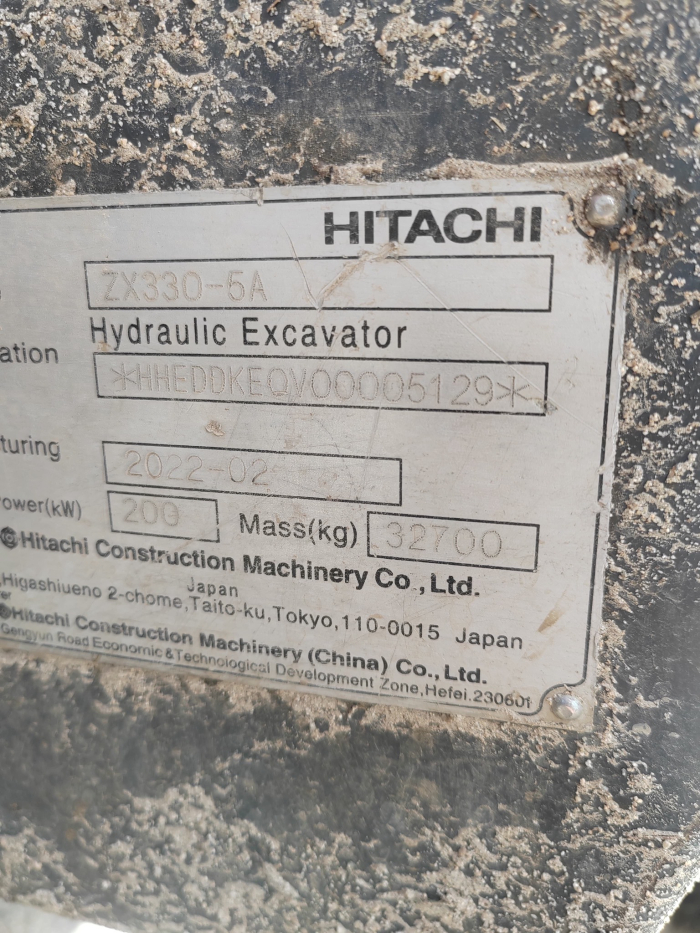 HITACHI
ZX330-5A
Hydraulic Excavator
ation
*HHEDDKEQV00005129*
turing
2022-02
ower(kW) 200 Mass(kg) 32700
Hitachi Construction Machinery Co.,Ltd.
Japan
Higashiueno 2-chome,Taito-ku,Tokyo,110-0015 Japan
er
Hitachi Construction Machinery (China) Co.,Ltd.
Gengyun Road Economic & Technological Development Zone,Hefei.230601